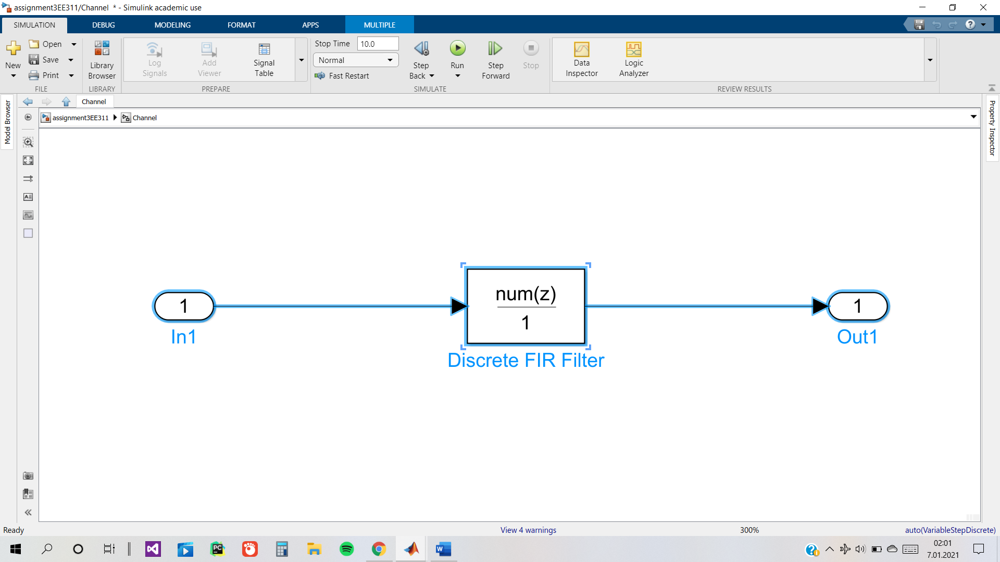 assignment3EE311/Channel * - Simulink academic use
SIMULATION DEBUG MODELING FORMAT APPS MULTIPLE
New
Open
Save
Print
FILE
Library
Browser
LIBRARY
Log
Signals
Add
Viewer
Signal
Table
PREPARE
Stop Time 10.0
Normal
Fast Restart
Step
Back
Run
Step
Forward
Stop
SIMULATE
Data
Inspector
Logic
Analyzer
REVIEW RESULTS
Model Browser
Channel
assignment3EE311 Channel
Property Inspector
1
In1
num(z)
1
Discrete FIR Filter
1
Out1
Ready
View 4 warnings
300%
auto(VariableStepDiscrete)
PC
W
02:01
7.01.2021